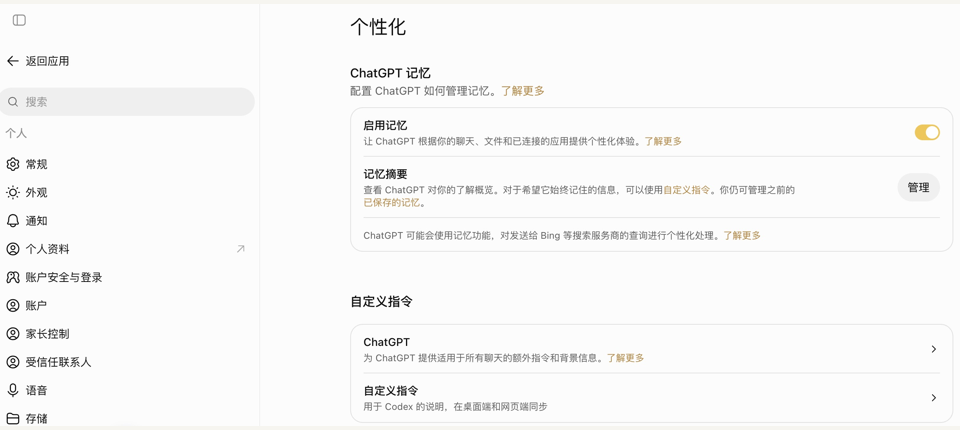 返回应用
搜索
个人
常规
外观
通知
个人资料
账户安全与登录
账户
家长控制
受信任联系人
语音
存储
个性化
ChatGPT 记忆
配置 ChatGPT 如何管理记忆。了解更多
启用记忆
让 ChatGPT 根据你的聊天、文件和已连接的应用提供个性化体验。了解更多
记忆摘要
查看 ChatGPT 对你的了解概览。对于希望它始终记住的信息，可以使用自定义指令。你仍可管理之前的
已保存的记忆。
管理
ChatGPT 可能会使用记忆功能，对发送给 Bing 等搜索服务商的查询进行个性化处理。了解更多
自定义指令
ChatGPT
为 ChatGPT 提供适用于所有聊天的额外指令和背景信息。了解更多
自定义指令
用于 Codex 的说明，在桌面端和网页端同步